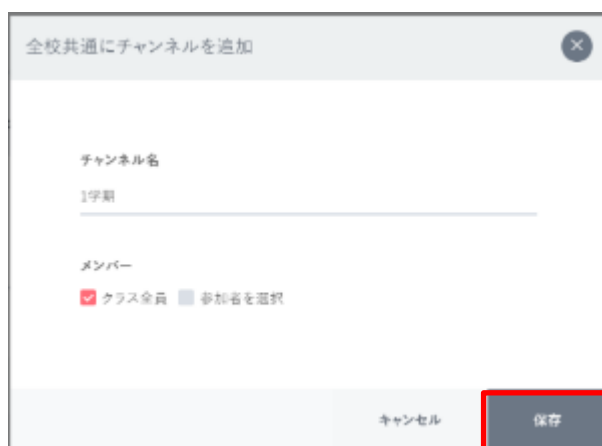 全校共通にチャンネルを追加
チャンネル名
1学期
メンバー
クラス全員 参加者を選択
キャンセル 保存